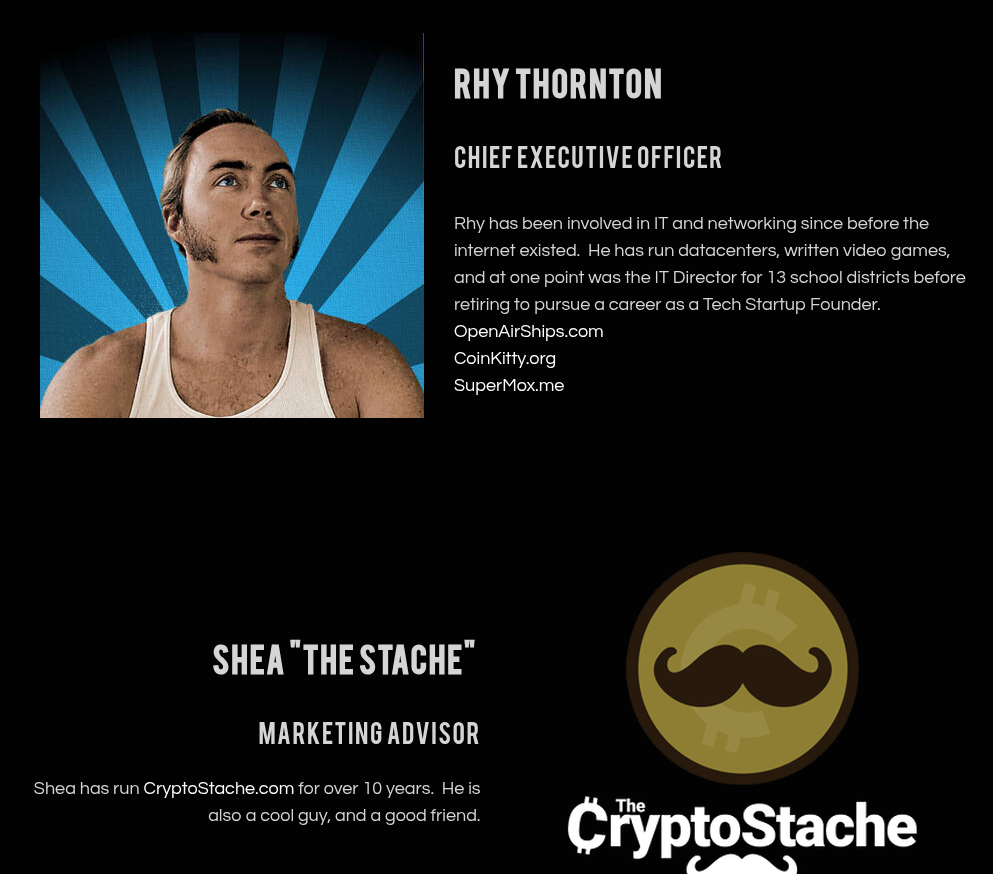 RHY THORNTON
CHIEF EXECUTIVE OFFICER
Rhy has been involved in IT and networking since before the
internet existed.  He has run datacenters, written video games,
and at one point was the IT Director for 13 school districts before
retiring to pursue a career as a Tech Startup Founder.
OpenAirShips.com
CoinKitty.org
SuperMox.me
SHEA "THE STACHE"
MARKETING ADVISOR
Shea has run CryptoStache.com for over 10 years.  He is
also a cool guy, and a good friend.
The
CryptoStache